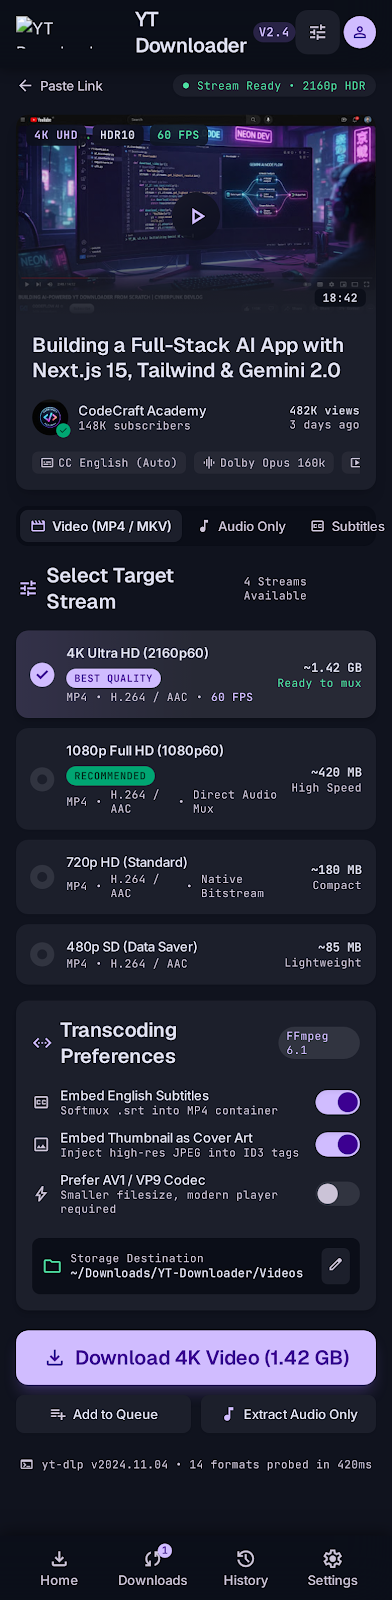 YT
YT Downloader
V2.4
Paste Link
Stream Ready • 2160p HDR
YouTube
Search
4K UHD
HDR10
60 FPS
NEON DEV
18:42
Building a Full-Stack AI App with
Next.js 15, Tailwind & Gemini 2.0
CodeCraft Academy
148K subscribers
482K views
3 days ago
CC English (Auto)
Dolby Opus 160k
Video (MP4 / MKV)
Audio Only
Subtitles
Select Target
Stream
4 Streams
Available
4K Ultra HD (2160p60)
BEST QUALITY
MP4 • H.264 / AAC • 60 FPS
~1.42 GB
Ready to mux
1080p Full HD (1080p60)
RECOMMENDED
MP4 • H.264 / AAC • Direct Audio Mux
~420 MB
High Speed
720p HD (Standard)
MP4 • H.264 / AAC • Native Bitstream
~180 MB
Compact
480p SD (Data Saver)
MP4 • H.264 / AAC
~85 MB
Lightweight
Transcoding
Preferences
FFmpeg
6.1
Embed English Subtitles
Softmux .srt into MP4 container
Embed Thumbnail as Cover Art
Inject high-res JPEG into ID3 tags
Prefer AV1 / VP9 Codec
Smaller filesize, modern player
required
Storage Destination
~/Downloads/YT-Downloader/Videos
Download 4K Video (1.42 GB)
Add to Queue
Extract Audio Only
yt-dlp v2024.11.04 • 14 formats probed in 420ms
1
Home
Downloads
History
Settings